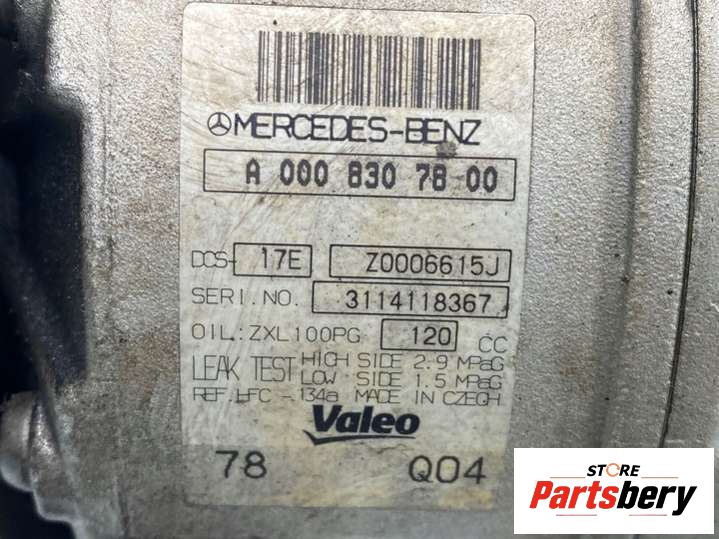 MERCEDES-BENZ
A 000 830 78 00
DCS- 17E Z0006615J
SERI.NO. 3114118367
OIL: ZXL100PG 120 CC
LEAK TEST HIGH SIDE 2.9 MPaG
LOW SIDE 1.5 MPaG
REF. HFC -134a MADE IN CZECH
Valeo
78 Q04
STORE
Partsbery